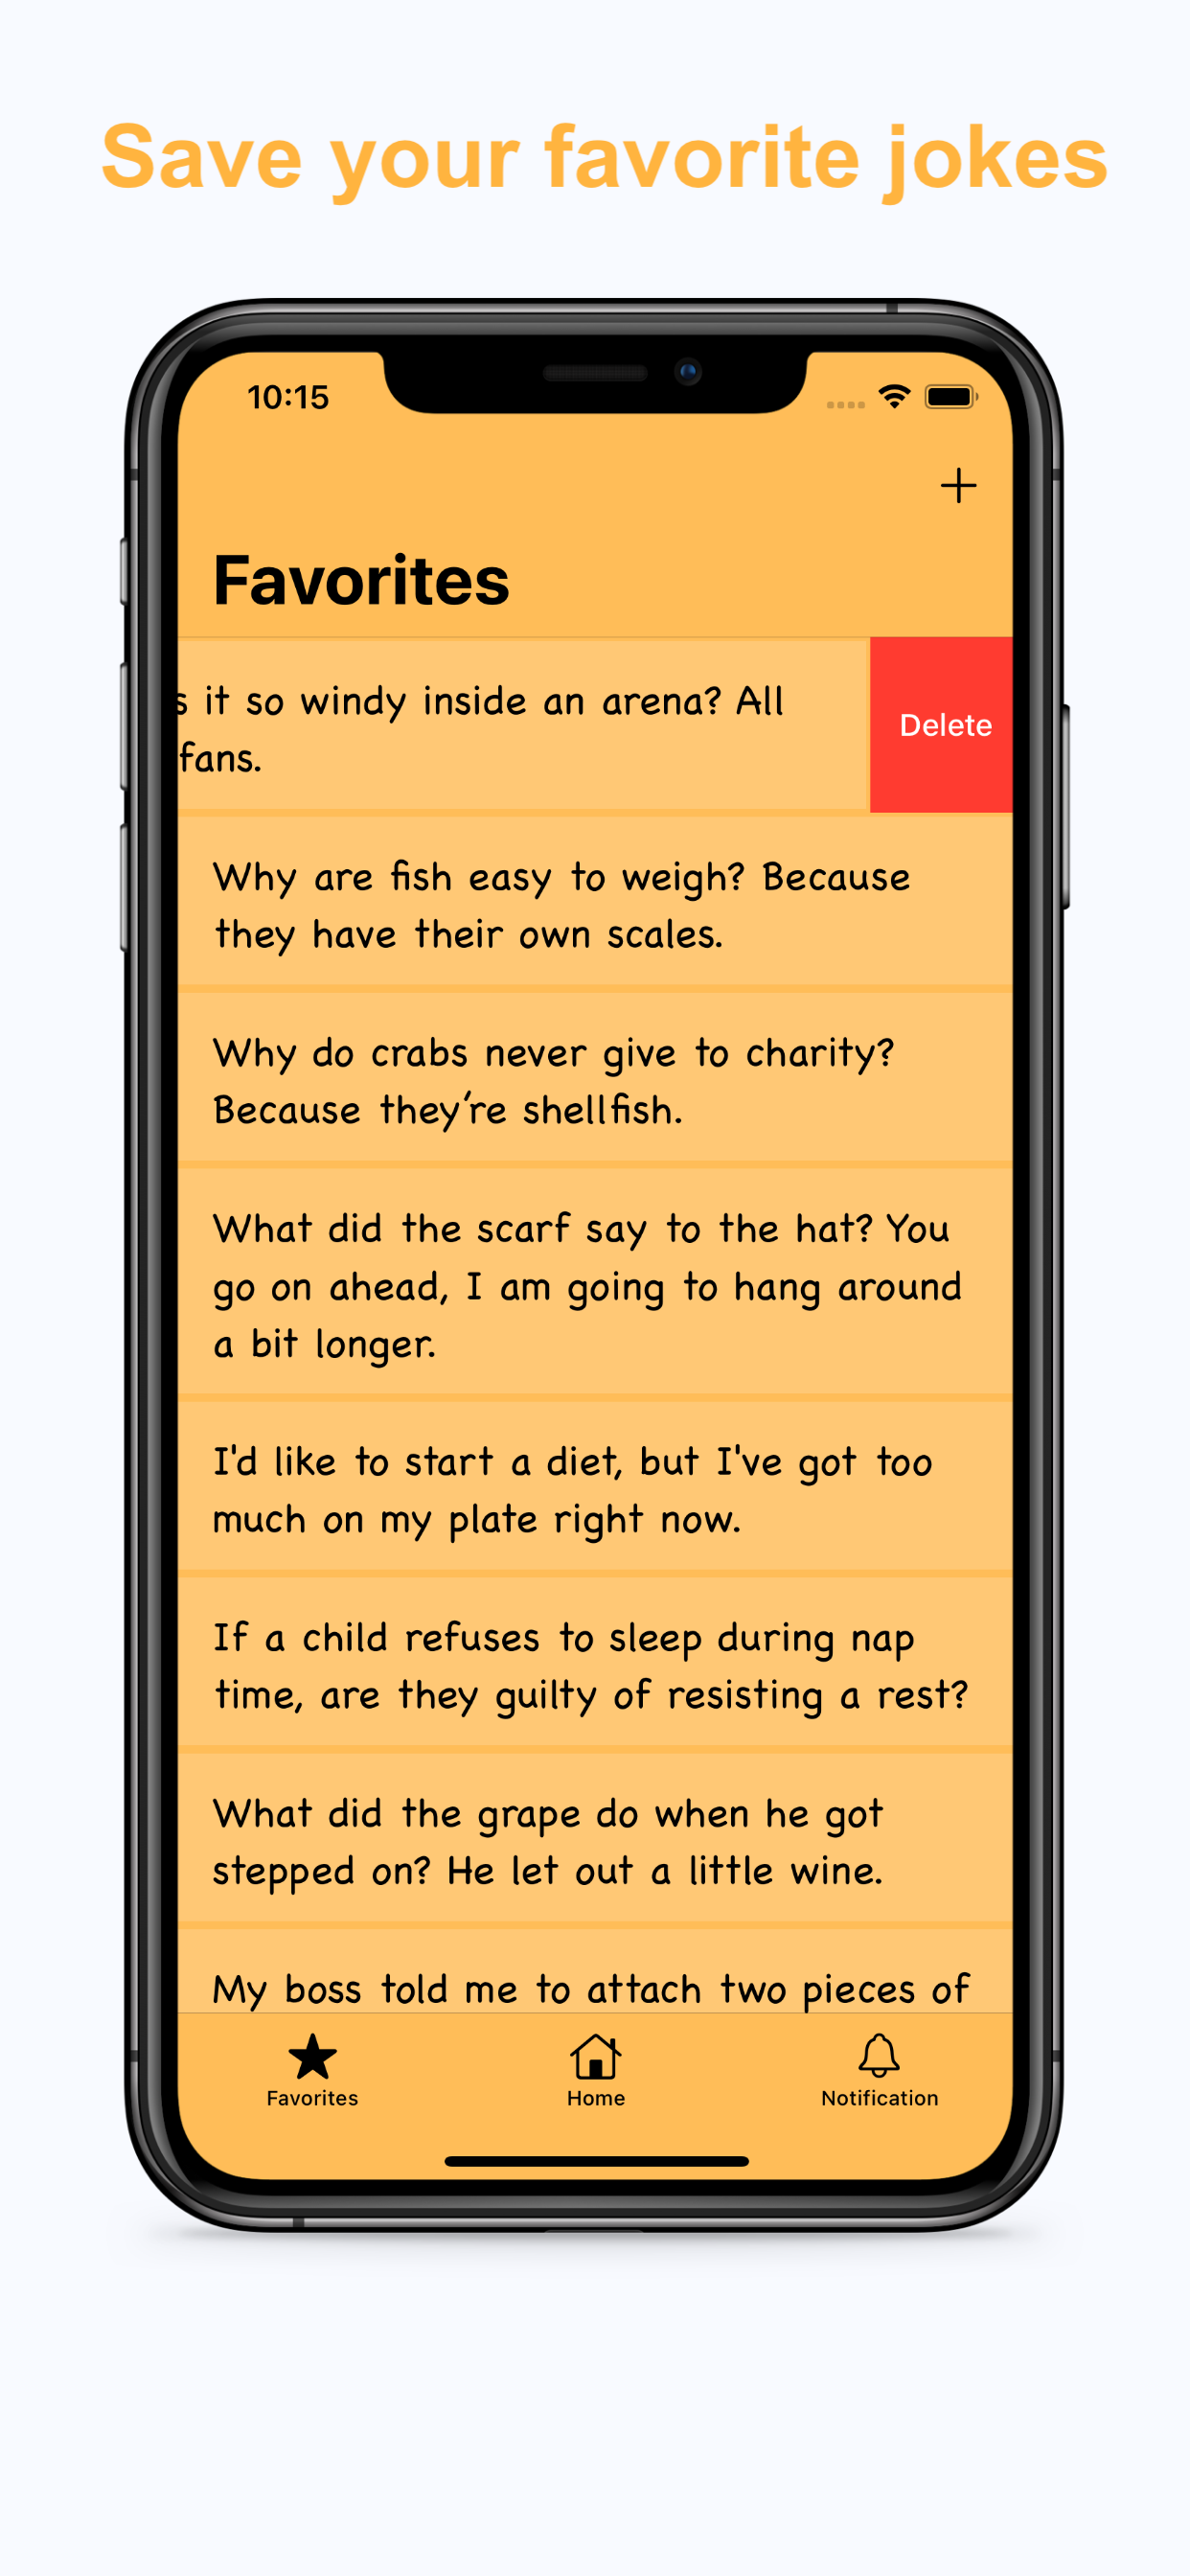 Save your favorite jokes
10:15
Favorites
s it so windy inside an arena? All
fans.
Delete
Why are fish easy to weigh? Because
they have their own scales.
Why do crabs never give to charity?
Because they’re shellfish.
What did the scarf say to the hat? You
go on ahead, I am going to hang around
a bit longer.
I'd like to start a diet, but I've got too
much on my plate right now.
If a child refuses to sleep during nap
time, are they guilty of resisting a rest?
What did the grape do when he got
stepped on? He let out a little wine.
My boss told me to attach two pieces of
Favorites
Home
Notification